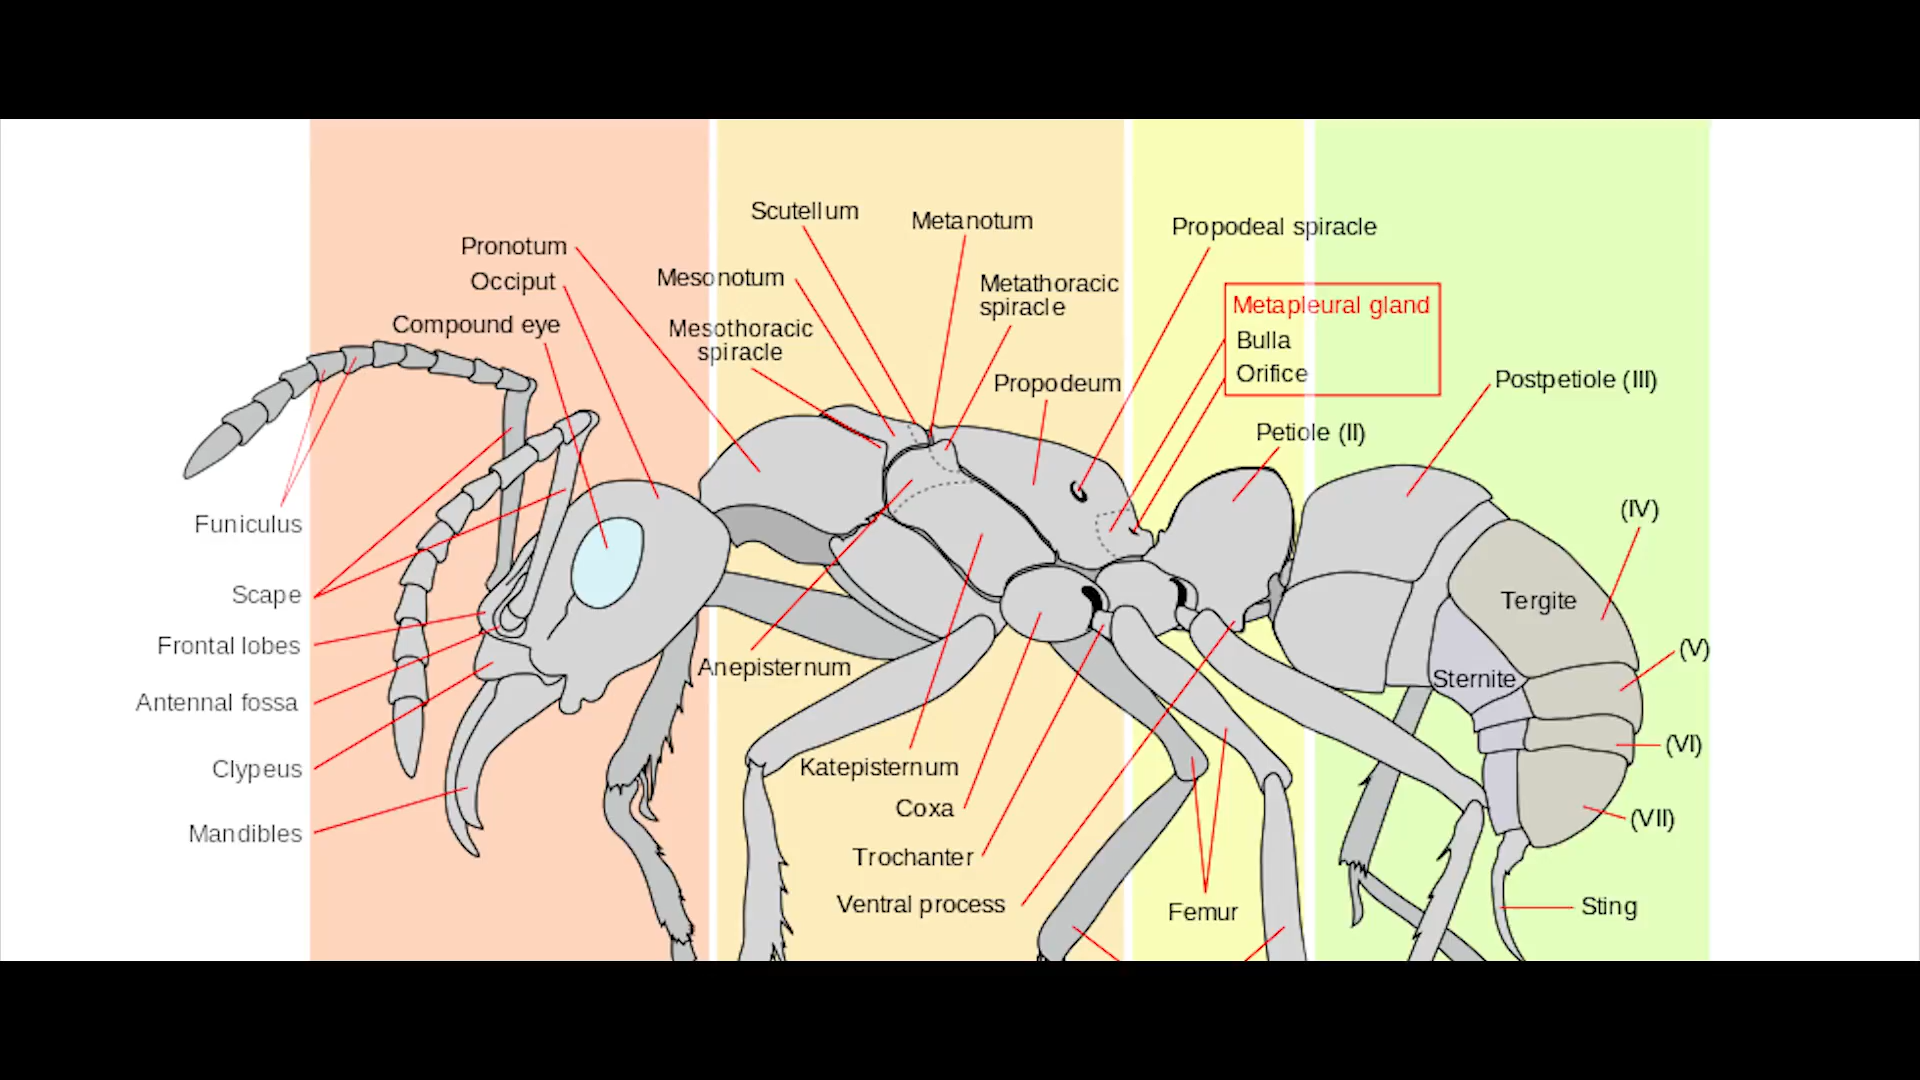 Scutellum
Metanotum
Propodeal spiracle
Pronotum
Mesonotum
Occiput
Metathoracic
spiracle
Metapleural gland
Compound eye
Mesothoracic
spiracle
Bulla
Orifice
Propodeum
Postpetiole (III)
Petiole (II)
(IV)
Funiculus
Scape
Tergite
Frontal lobes
(V)
Anepisternum
Sternite
Antennal fossa
(VI)
Clypeus
Katepisternum
Coxa
(VII)
Mandibles
Trochanter
Ventral process
Femur
Sting